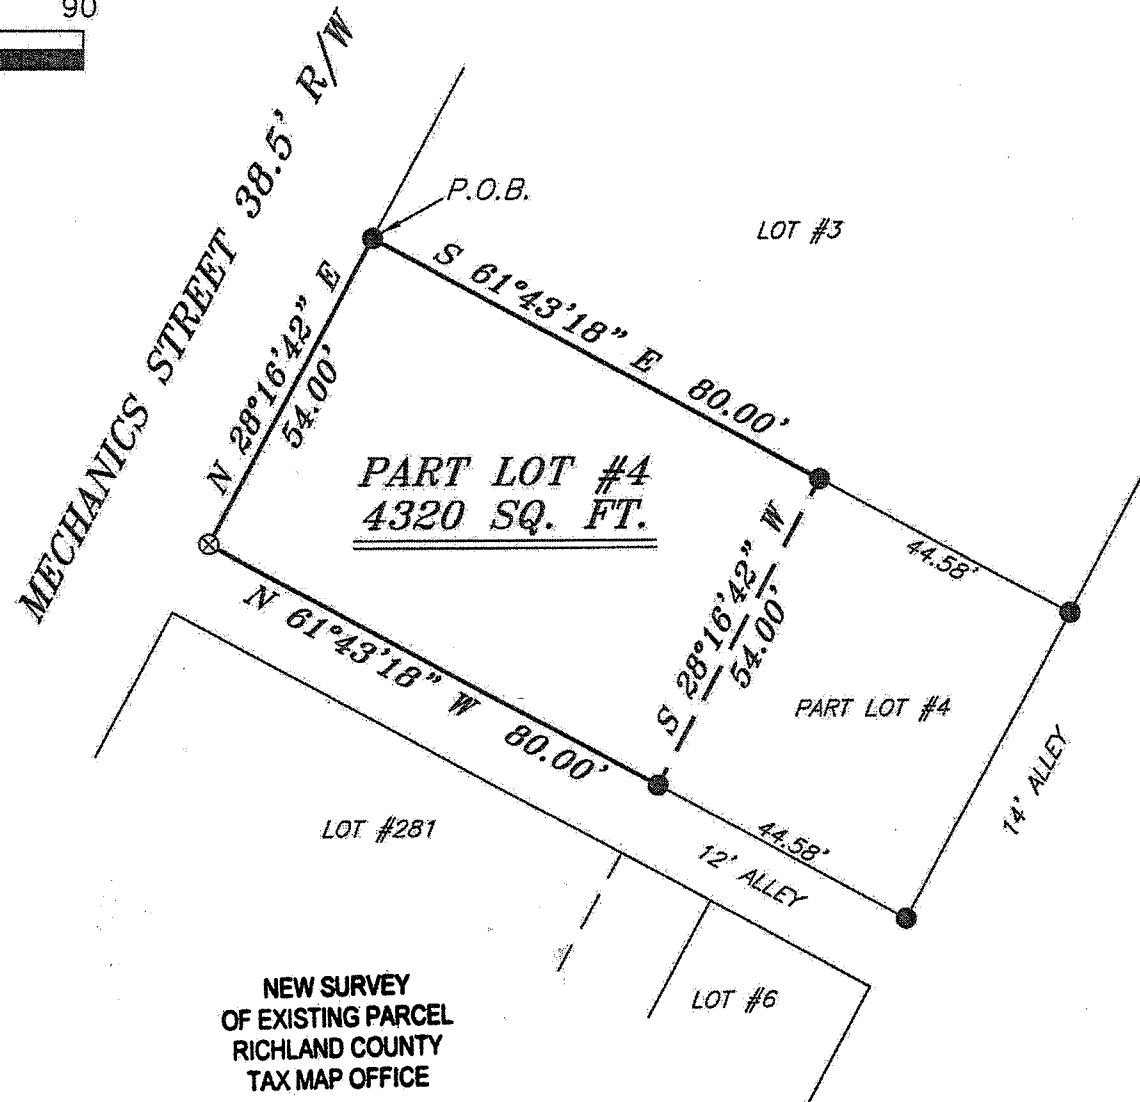 90
MECHANICS STREET 38.5' R/W
P.O.B.
LOT #3
S 61°43'18" E 80.00'
N 28°16'42" E
54.00'
PART LOT #4
4320 SQ. FT.
44.58'
S 28°16'42" W
54.00'
N 61°43'18" W 80.00'
PART LOT #4
14' ALLEY
LOT #281
44.58'
12' ALLEY
LOT #6
NEW SURVEY
OF EXISTING PARCEL
RICHLAND COUNTY
TAX MAP OFFICE